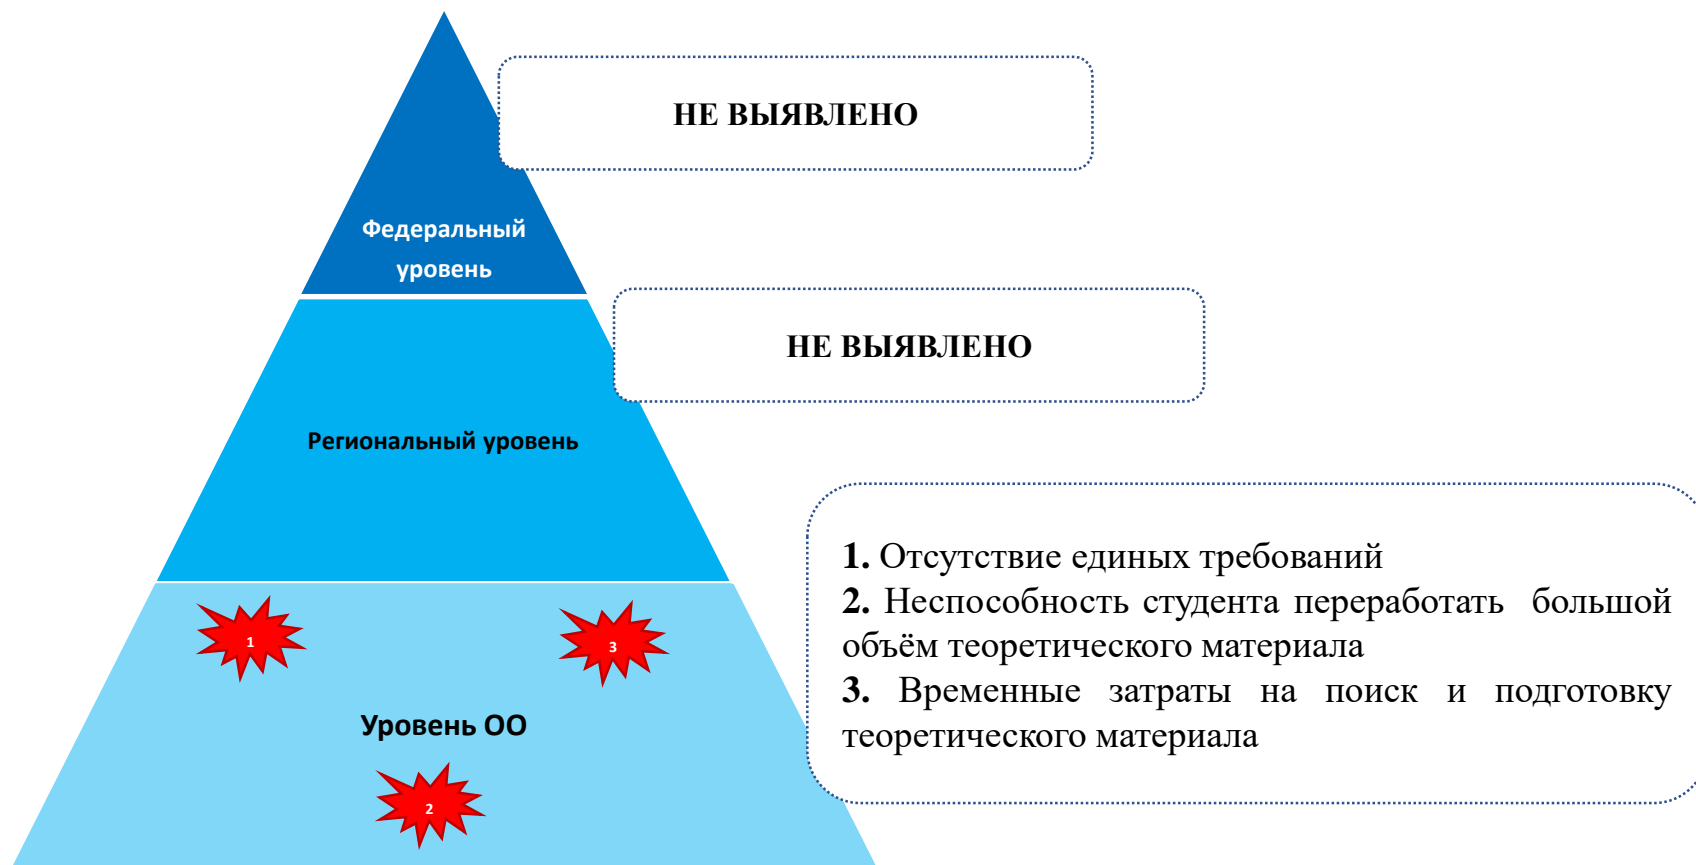 НЕ ВЫЯВЛЕНО
Федеральный
уровень
НЕ ВЫЯВЛЕНО
Региональный уровень
1. Отсутствие единых требований
2. Неспособность студента переработать большой
объём теоретического материала
3. Временные затраты на поиск и подготовку
теоретического материала
1
3
Уровень ОО
2